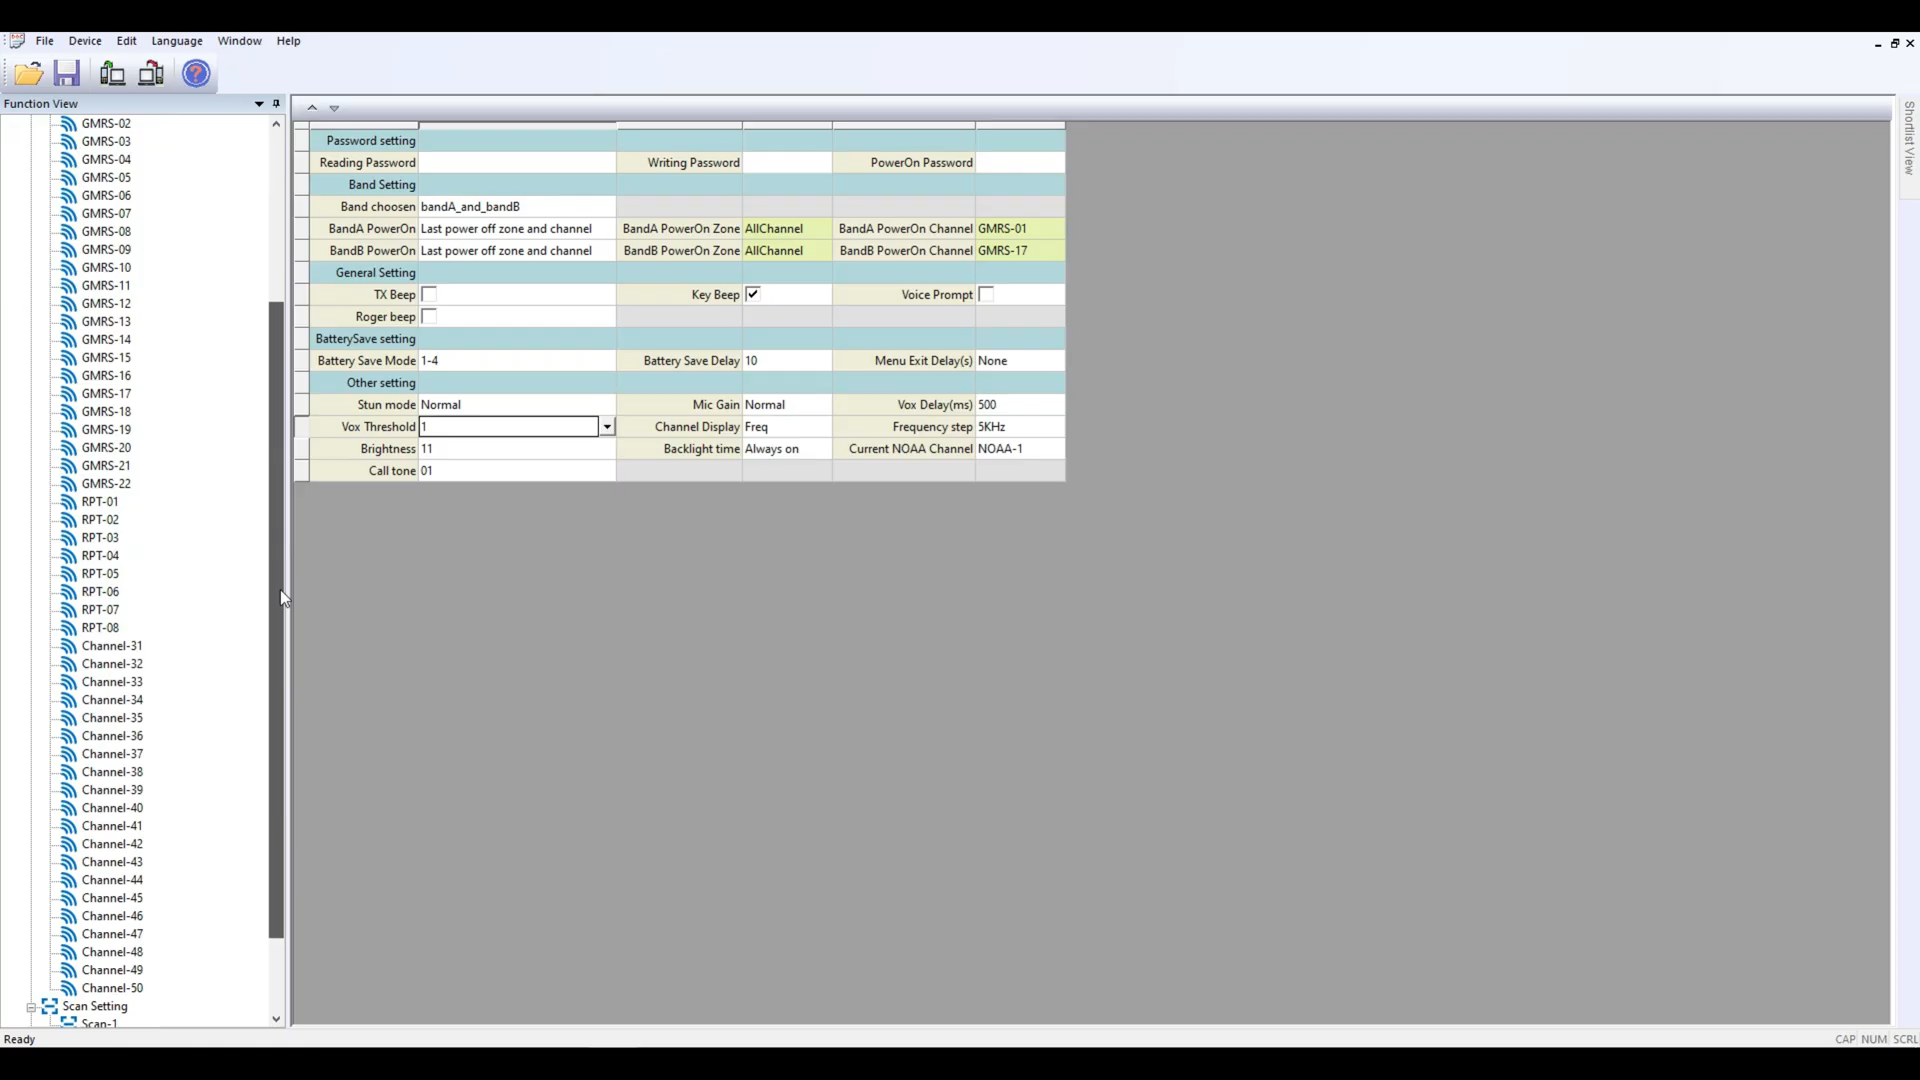 File Device Edit Language Window Help
Function View
GMRS-02
GMRS-03
GMRS-04
GMRS-05
GMRS-06
GMRS-07
GMRS-08
GMRS-09
GMRS-10
GMRS-11
GMRS-12
GMRS-13
GMRS-14
GMRS-15
GMRS-16
GMRS-17
GMRS-18
GMRS-19
GMRS-20
GMRS-21
GMRS-22
RPT-01
RPT-02
RPT-03
RPT-04
RPT-05
RPT-06
RPT-07
RPT-08
Channel-31
Channel-32
Channel-33
Channel-34
Channel-35
Channel-36
Channel-37
Channel-38
Channel-39
Channel-40
Channel-41
Channel-42
Channel-43
Channel-44
Channel-45
Channel-46
Channel-47
Channel-48
Channel-49
Channel-50
Scan Setting
Scan-1
Password setting
Reading Password Writing Password PowerOn Password
Band Setting
Band choosen bandA_and_bandB
BandA PowerOn Last power off zone and channel BandA PowerOn Zone AllChannel BandA PowerOn Channel GMRS-01
BandB PowerOn Last power off zone and channel BandB PowerOn Zone AllChannel BandB PowerOn Channel GMRS-17
General Setting
TX Beep Key Beep Voice Prompt
Roger beep
BatterySave setting
Battery Save Mode 1-4 Battery Save Delay 10 Menu Exit Delay(s) None
Other setting
Stun mode Normal Mic Gain Normal Vox Delay(ms) 500
Vox Threshold 1 Channel Display Freq Frequency step 5KHz
Brightness 11 Backlight time Always on Current NOAA Channel NOAA-1
Call tone 01
Shortlist View
Ready CAP NUM SCRL